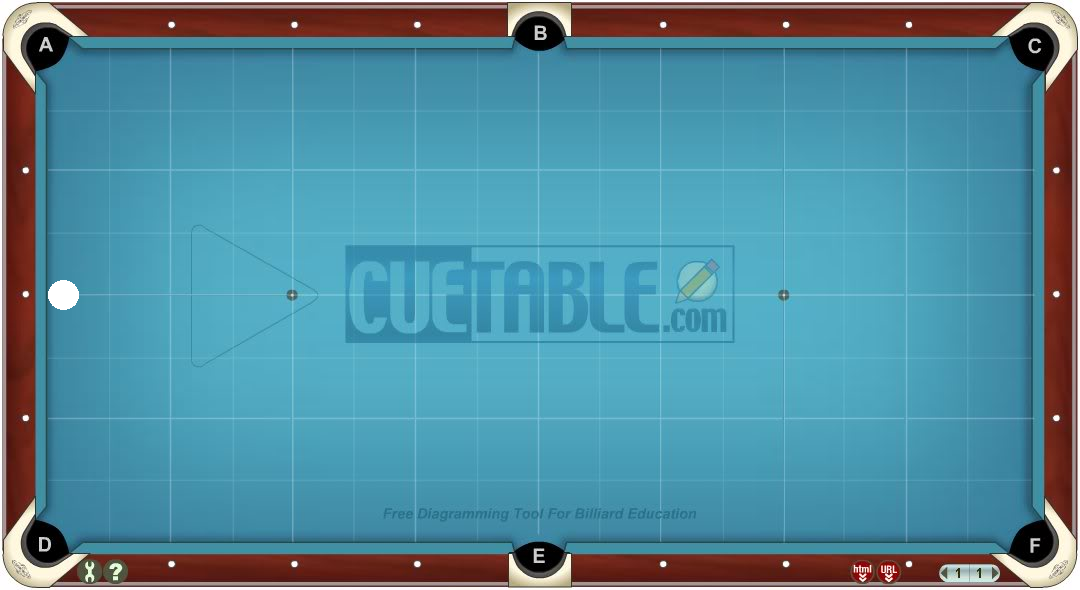 A B C
CUETABLE
.com
Free Diagramming Tool For Billiard Education
D E F
? html URL 1 1